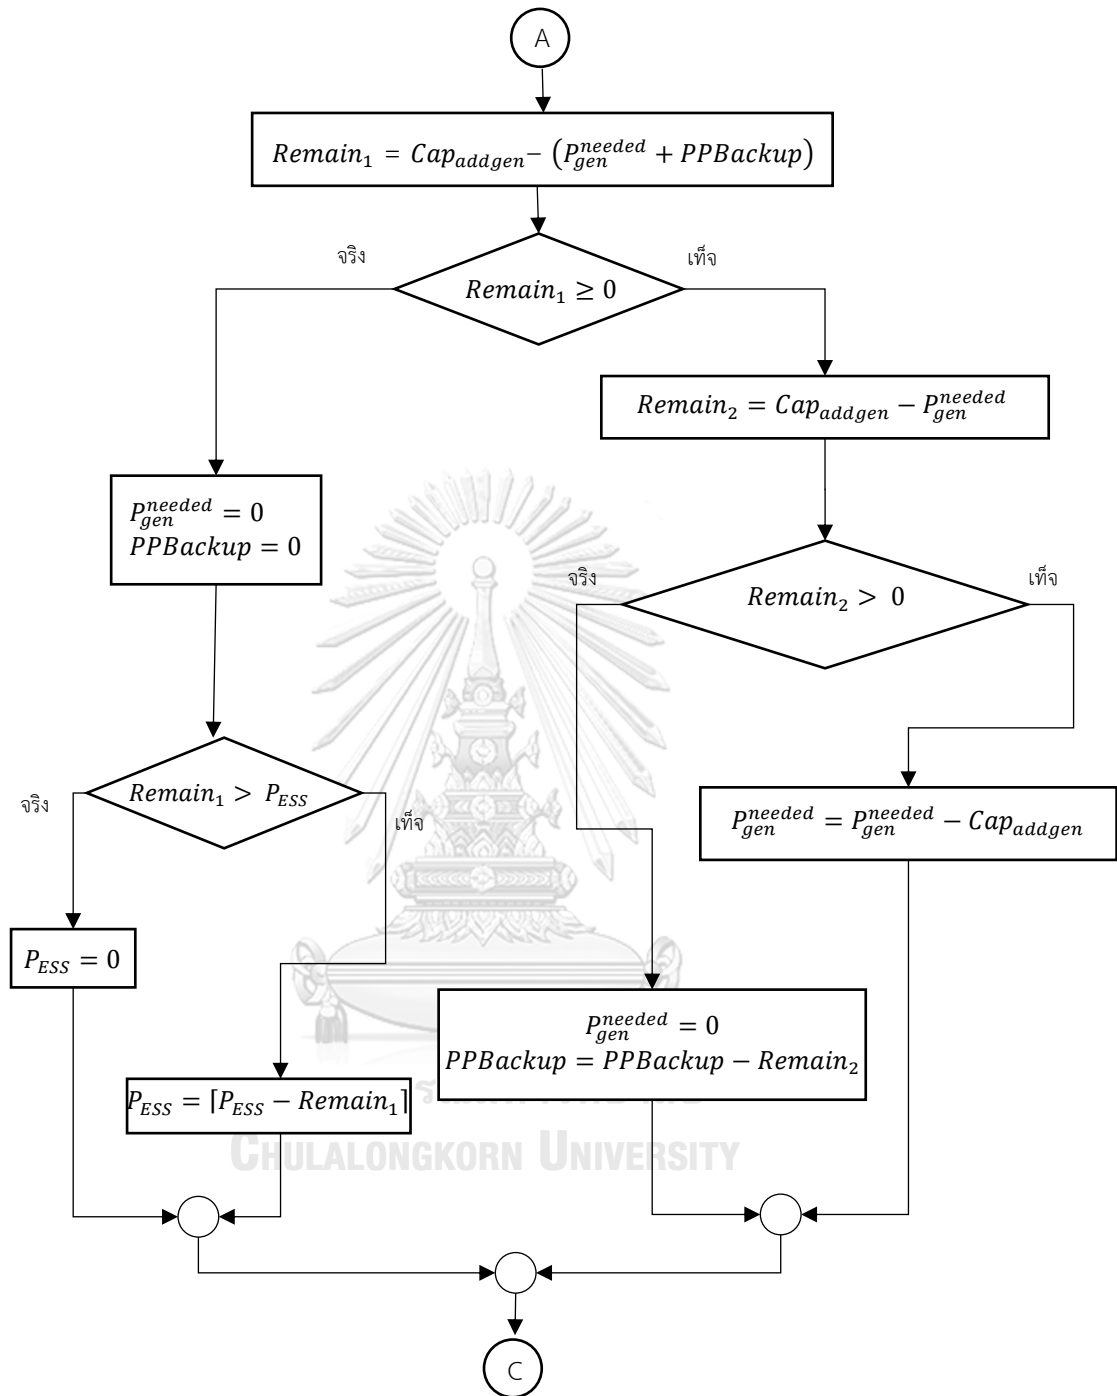 A
Remain₁ = Cap_addgen − (P_gen^needed + PPBackup)
จริง
เท็จ
Remain₁ ≥ 0
Remain₂ = Cap_addgen − P_gen^needed
P_gen^needed = 0
PPBackup = 0
จริง
เท็จ
Remain₂ > 0
จริง
Remain₁ > P_ESS
เท็จ
P_gen^needed = P_gen^needed − Cap_addgen
P_ESS = 0
P_gen^needed = 0
PPBackup = PPBackup − Remain₂
P_ESS = ⌈P_ESS − Remain₁⌉
CHULALONGKORN UNIVERSITY
C